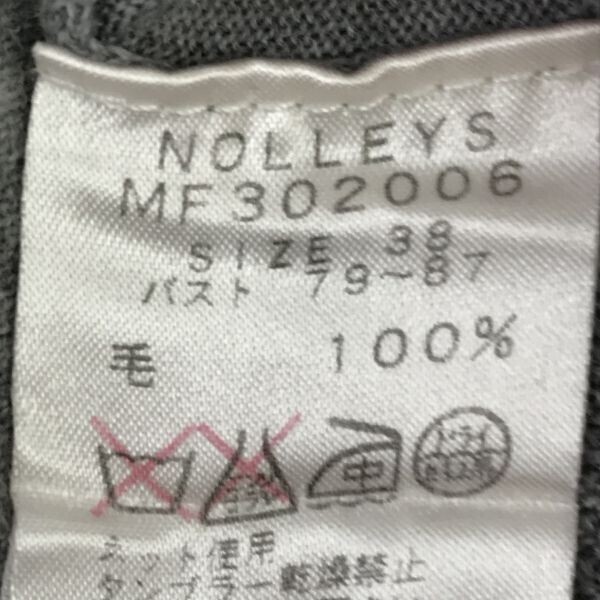 NOLLEYS
MF302006
SIZE 38
バスト 79〜87
毛 100%
中 ドライ
ネット使用
タンブラー乾燥禁止